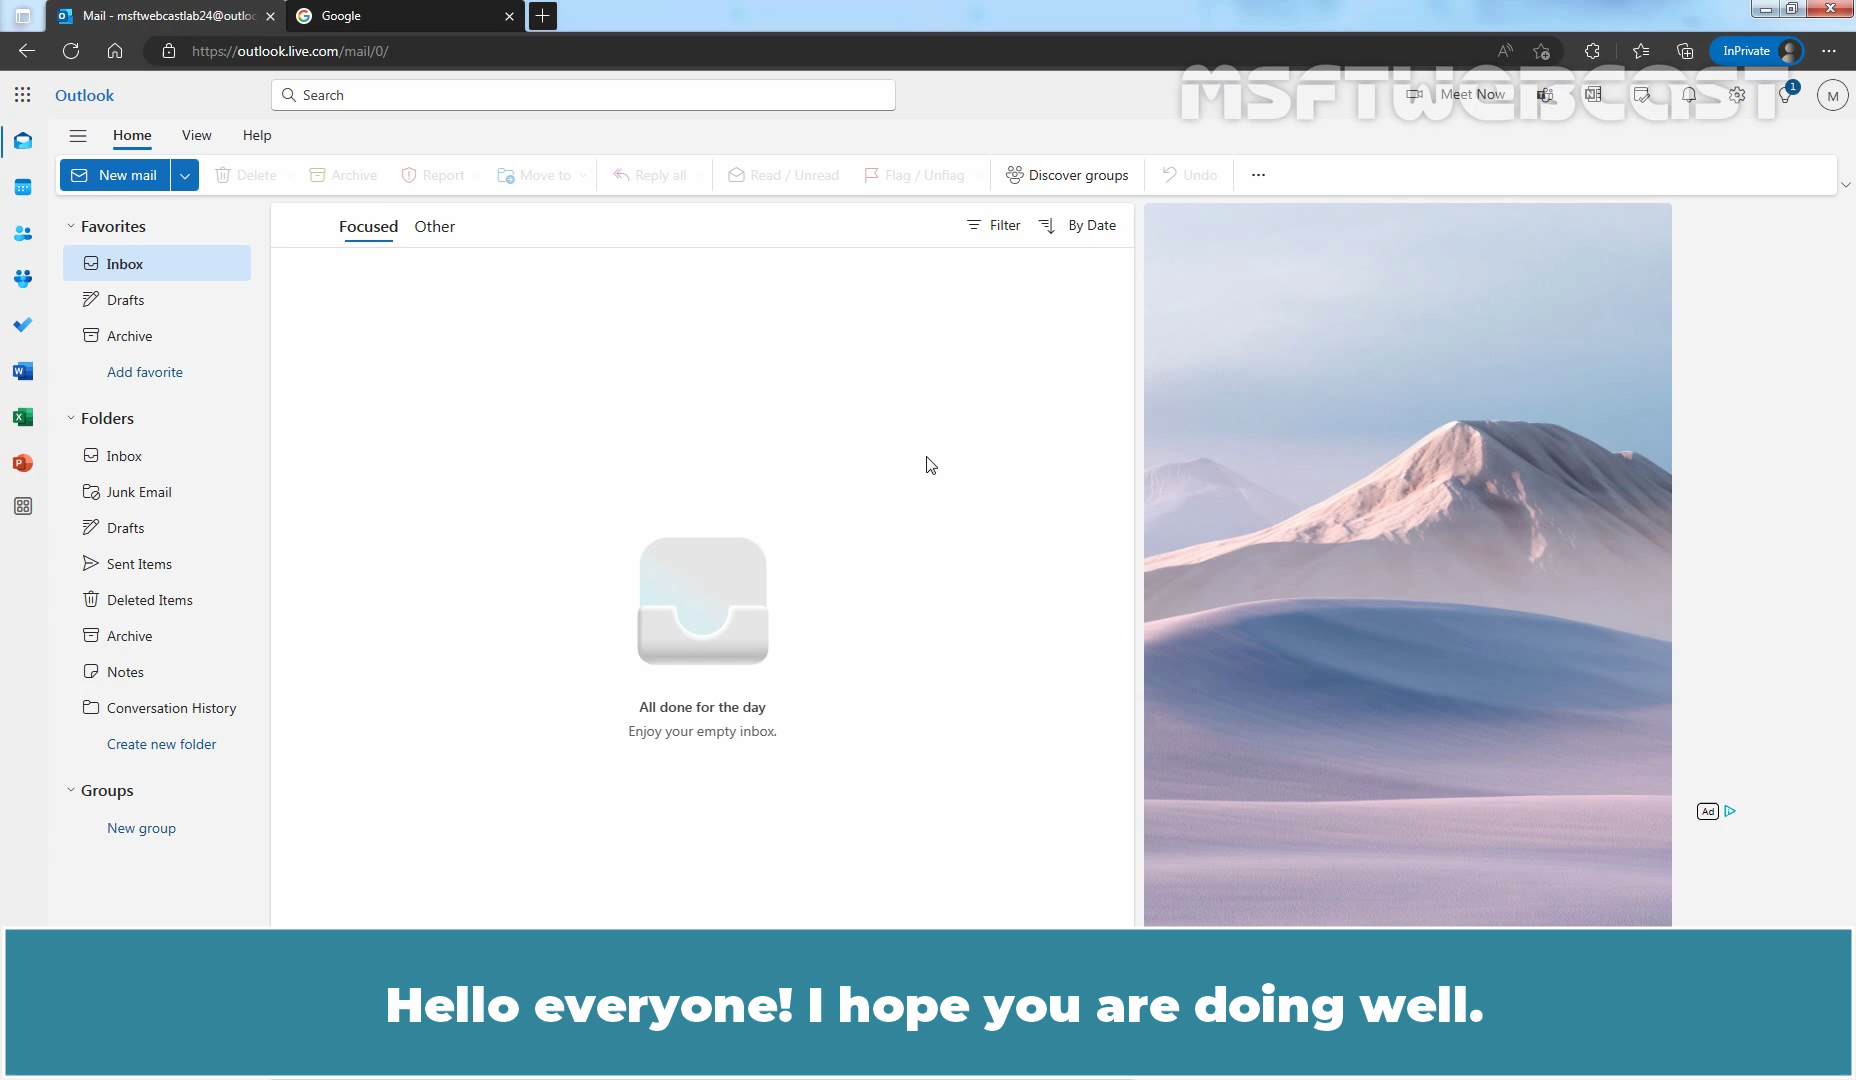 Mail - msftwebcastlab24@outloo
Google
https://outlook.live.com/mail/0/
InPrivate
MSFTWEBCAST
Outlook
Search
Meet Now
1
M
Home
View
Help
New mail
Delete
Archive
Report
Move to
Reply all
Read / Unread
Flag / Unflag
Discover groups
Undo
Favorites
Inbox
Drafts
Archive
Add favorite
Folders
Inbox
Junk Email
Drafts
Sent Items
Deleted Items
Archive
Notes
Conversation History
Create new folder
Groups
New group
Focused
Other
Filter
By Date
All done for the day
Enjoy your empty inbox.
Ad
Hello everyone! I hope you are doing well.